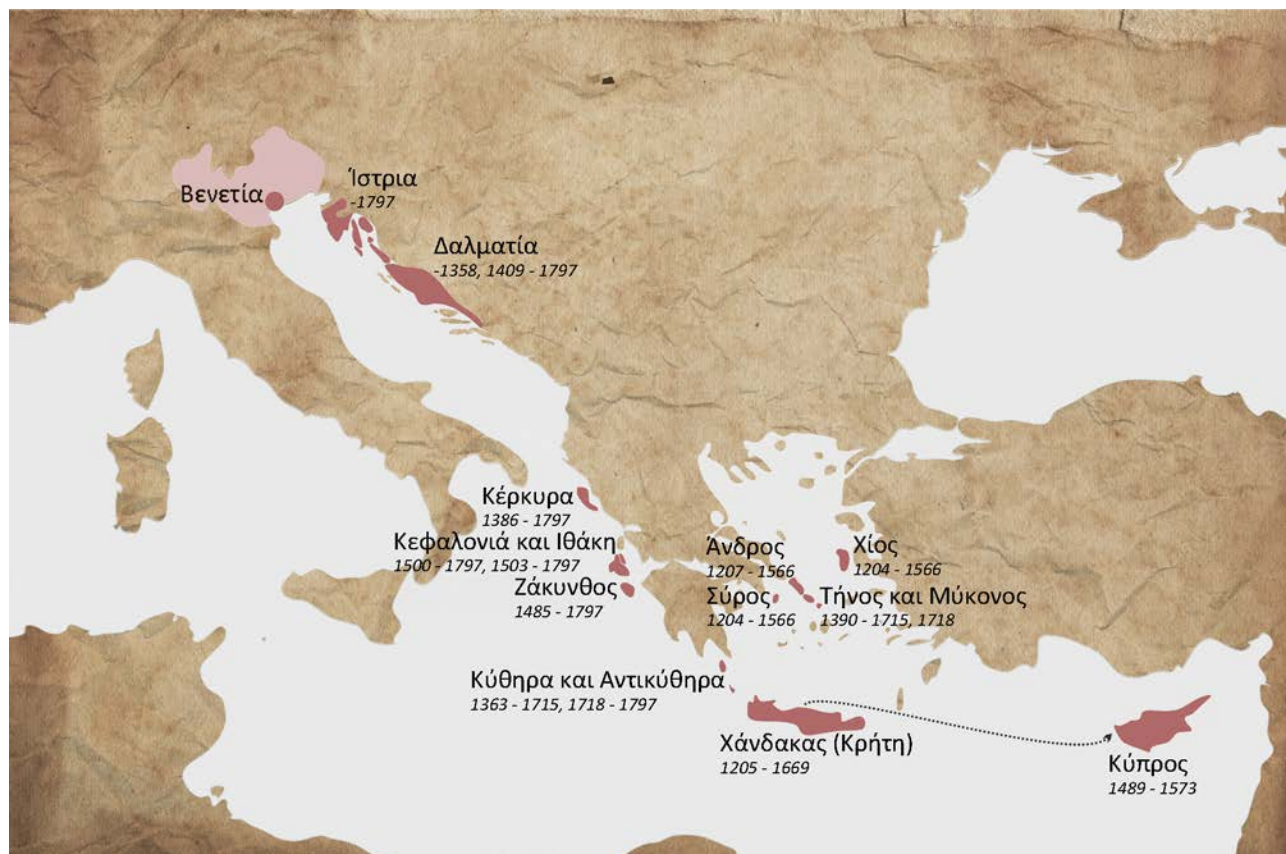 Βενετία
Ίστρια
-1797
Δαλματία
-1358, 1409 - 1797
Κέρκυρα
1386 - 1797
Κεφαλονιά και Ιθάκη
1500 - 1797, 1503 - 1797
Ζάκυνθος
1485 - 1797
Άνδρος
1207 - 1566
Χίος
1204 - 1566
Σύρος
1204 - 1566
Τήνος και Μύκονος
1390 - 1715, 1718
Κύθηρα και Αντικύθηρα
1363 - 1715, 1718 - 1797
Χάνδακας (Κρήτη)
1205 - 1669
Κύπρος
1489 - 1573